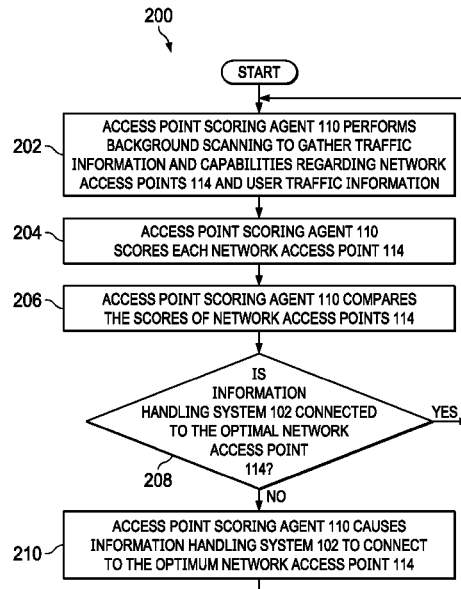 200
START
202
ACCESS POINT SCORING AGENT 110 PERFORMS
BACKGROUND SCANNING TO GATHER TRAFFIC
INFORMATION AND CAPABILITIES REGARDING NETWORK
ACCESS POINTS 114 AND USER TRAFFIC INFORMATION
204
ACCESS POINT SCORING AGENT 110
SCORES EACH NETWORK ACCESS POINT 114
206
ACCESS POINT SCORING AGENT 110 COMPARES
THE SCORES OF NETWORK ACCESS POINTS 114
IS
INFORMATION
HANDLING SYSTEM 102 CONNECTED
TO THE OPTIMAL NETWORK
ACCESS POINT
114?
YES
208
NO
210
ACCESS POINT SCORING AGENT 110 CAUSES
INFORMATION HANDLING SYSTEM 102 TO CONNECT
TO THE OPTIMUM NETWORK ACCESS POINT 114